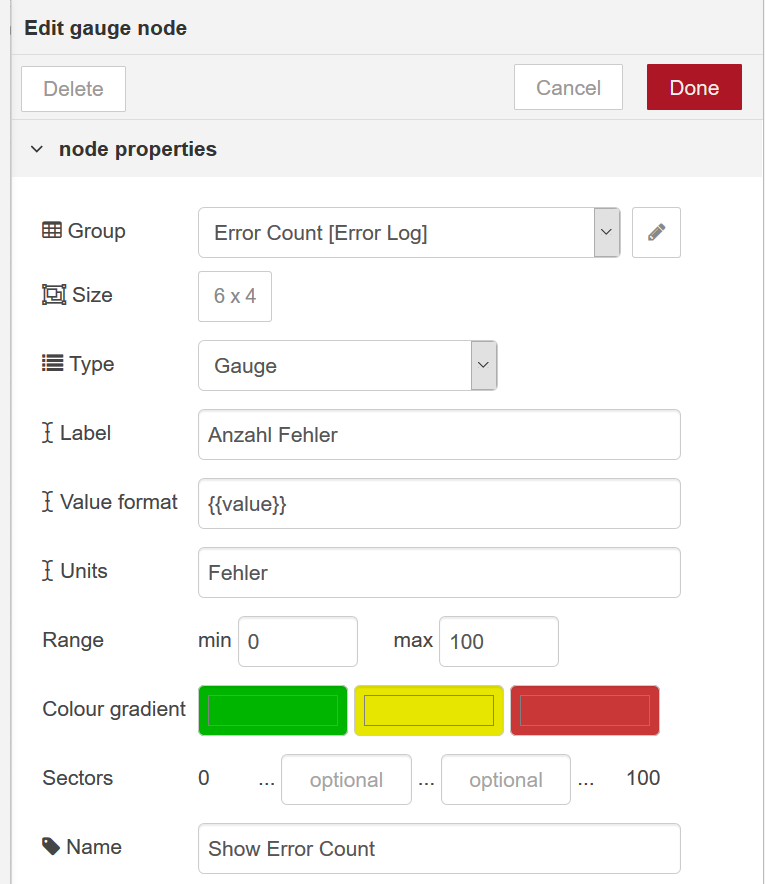 Edit gauge node
Delete Cancel Done
node properties
Group Error Count [Error Log]
Size 6 x 4
Type Gauge
Label Anzahl Fehler
Value format {{value}}
Units Fehler
Range min 0 max 100
Colour gradient
Sectors 0 ... optional ... optional ... 100
Name Show Error Count